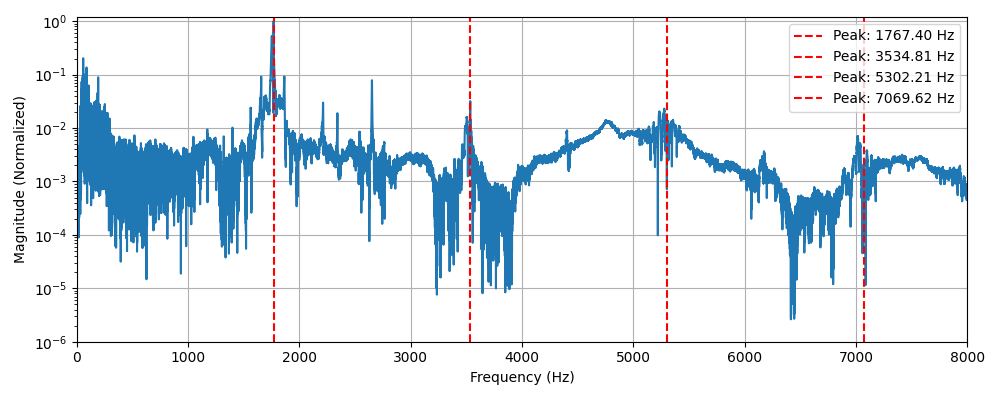 10⁰
10⁻¹
10⁻²
10⁻³
10⁻⁴
10⁻⁵
10⁻⁶
Magnitude (Normalized)
Peak: 1767.40 Hz
Peak: 3534.81 Hz
Peak: 5302.21 Hz
Peak: 7069.62 Hz
0 1000 2000 3000 4000 5000 6000 7000 8000
Frequency (Hz)